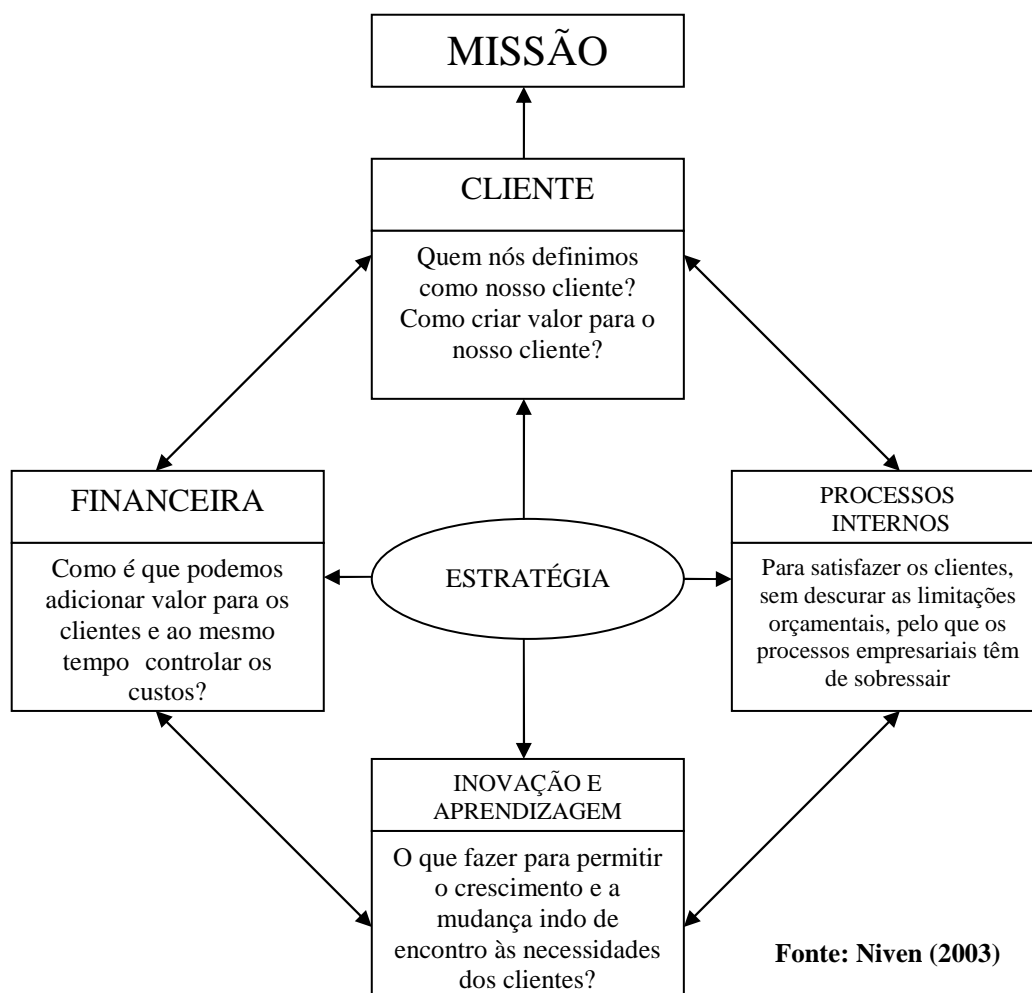 MISSÃO
CLIENTE
Quem nós definimos
como nosso cliente?
Como criar valor para o
nosso cliente?
FINANCEIRA
Como é que podemos
adicionar valor para os
clientes e ao mesmo
tempo controlar os
custos?
ESTRATÉGIA
PROCESSOS
INTERNOS
Para satisfazer os clientes,
sem descurar as limitações
orçamentais, pelo que os
processos empresariais têm
de sobressair
INOVAÇÃO E
APRENDIZAGEM
O que fazer para permitir
o crescimento e a
mudança indo de
encontro às necessidades
dos clientes?
Fonte: Niven (2003)